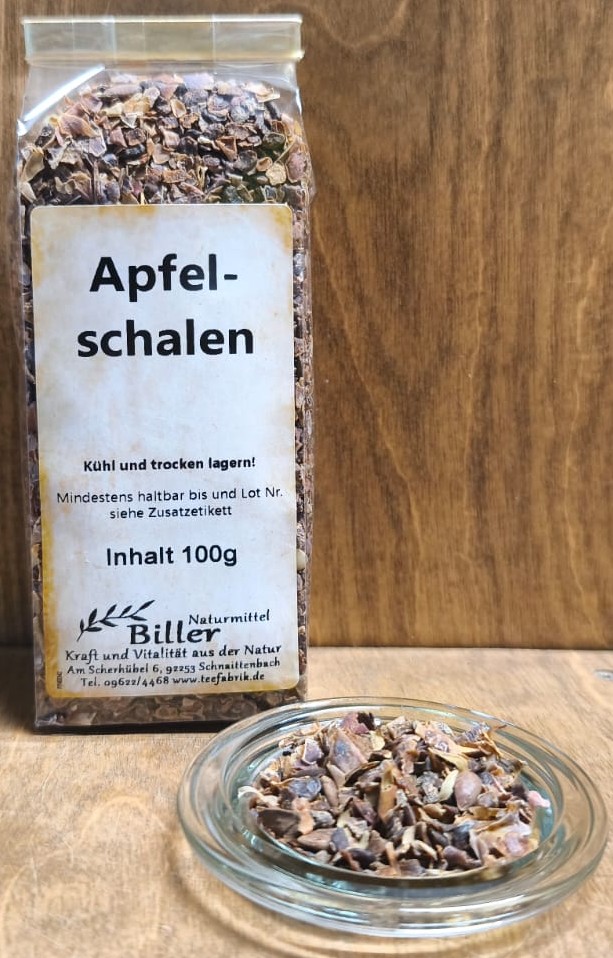 Apfel-
schalen
Kühl und trocken lagern!
Mindestens haltbar bis und Lot Nr.
siehe Zusatzetikett
Inhalt 100g
Naturmittel
Biller
Kraft und Vitalität aus der Natur
Am Scherhübel 6, 92253 Schnaittenbach
Tel. 09622/4468 www.teefabrik.de